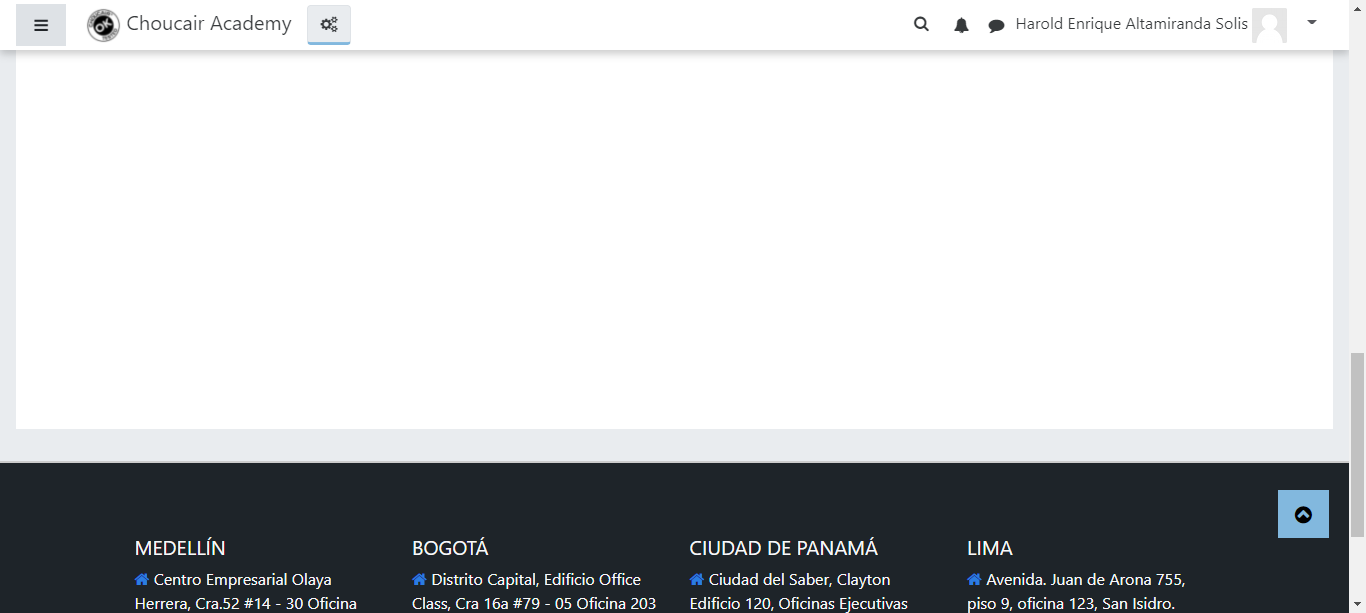 Choucair Academy
Harold Enrique Altamiranda Solis
MEDELLÍN
Centro Empresarial Olaya
Herrera, Cra.52 #14 - 30 Oficina
BOGOTÁ
Distrito Capital, Edificio Office
Class, Cra 16a #79 - 05 Oficina 203
CIUDAD DE PANAMÁ
Ciudad del Saber, Clayton
Edificio 120, Oficinas Ejecutivas
LIMA
Avenida. Juan de Arona 755,
piso 9, oficina 123, San Isidro.